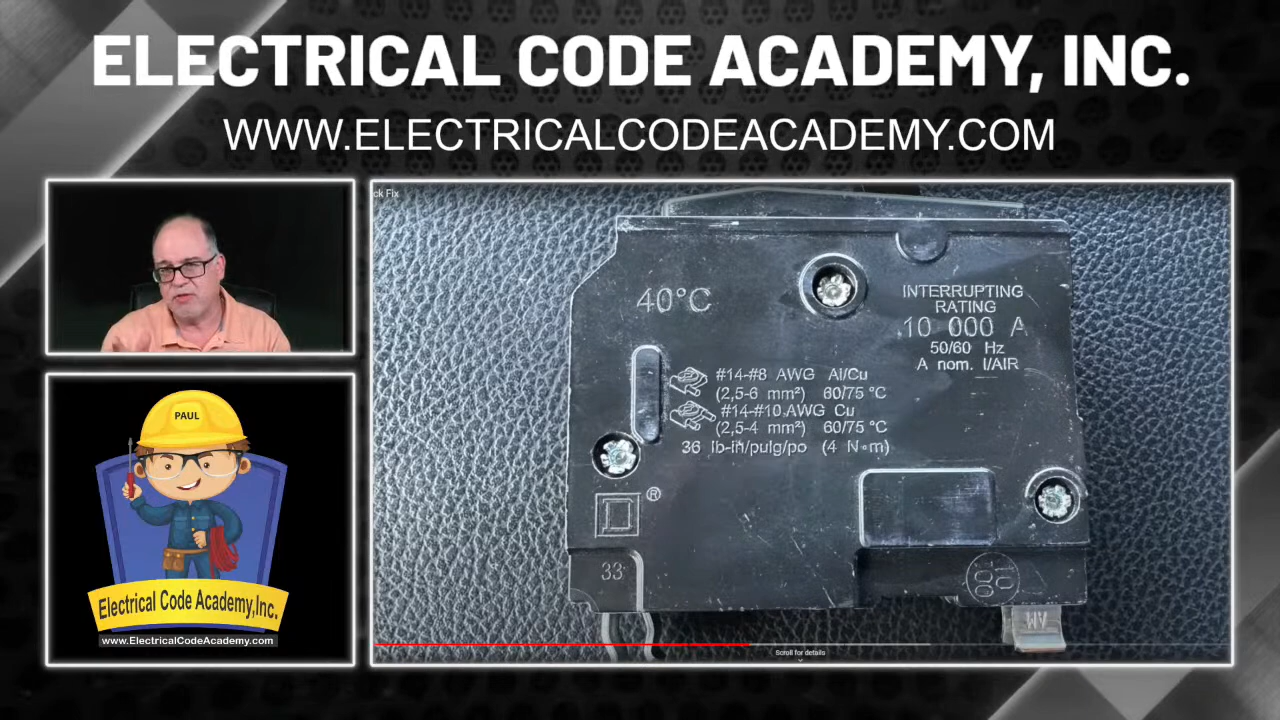 ELECTRICAL CODE ACADEMY, INC.
WWW.ELECTRICALCODEACADEMY.COM
ck Fix
40°C
INTERRUPTING
RATING
10 000 A
50/60 Hz
A nom. I/AIR
#14-#8 AWG Al/Cu
(2,5-6 mm²) 60/75 °C
#14-#10 AWG Cu
(2,5-4 mm²) 60/75 °C
36 lb-in/pulg/po (4 N•m)
D ®
33
Scroll for details
PAUL
Electrical Code Academy,Inc.
www.ElectricalCodeAcademy.com